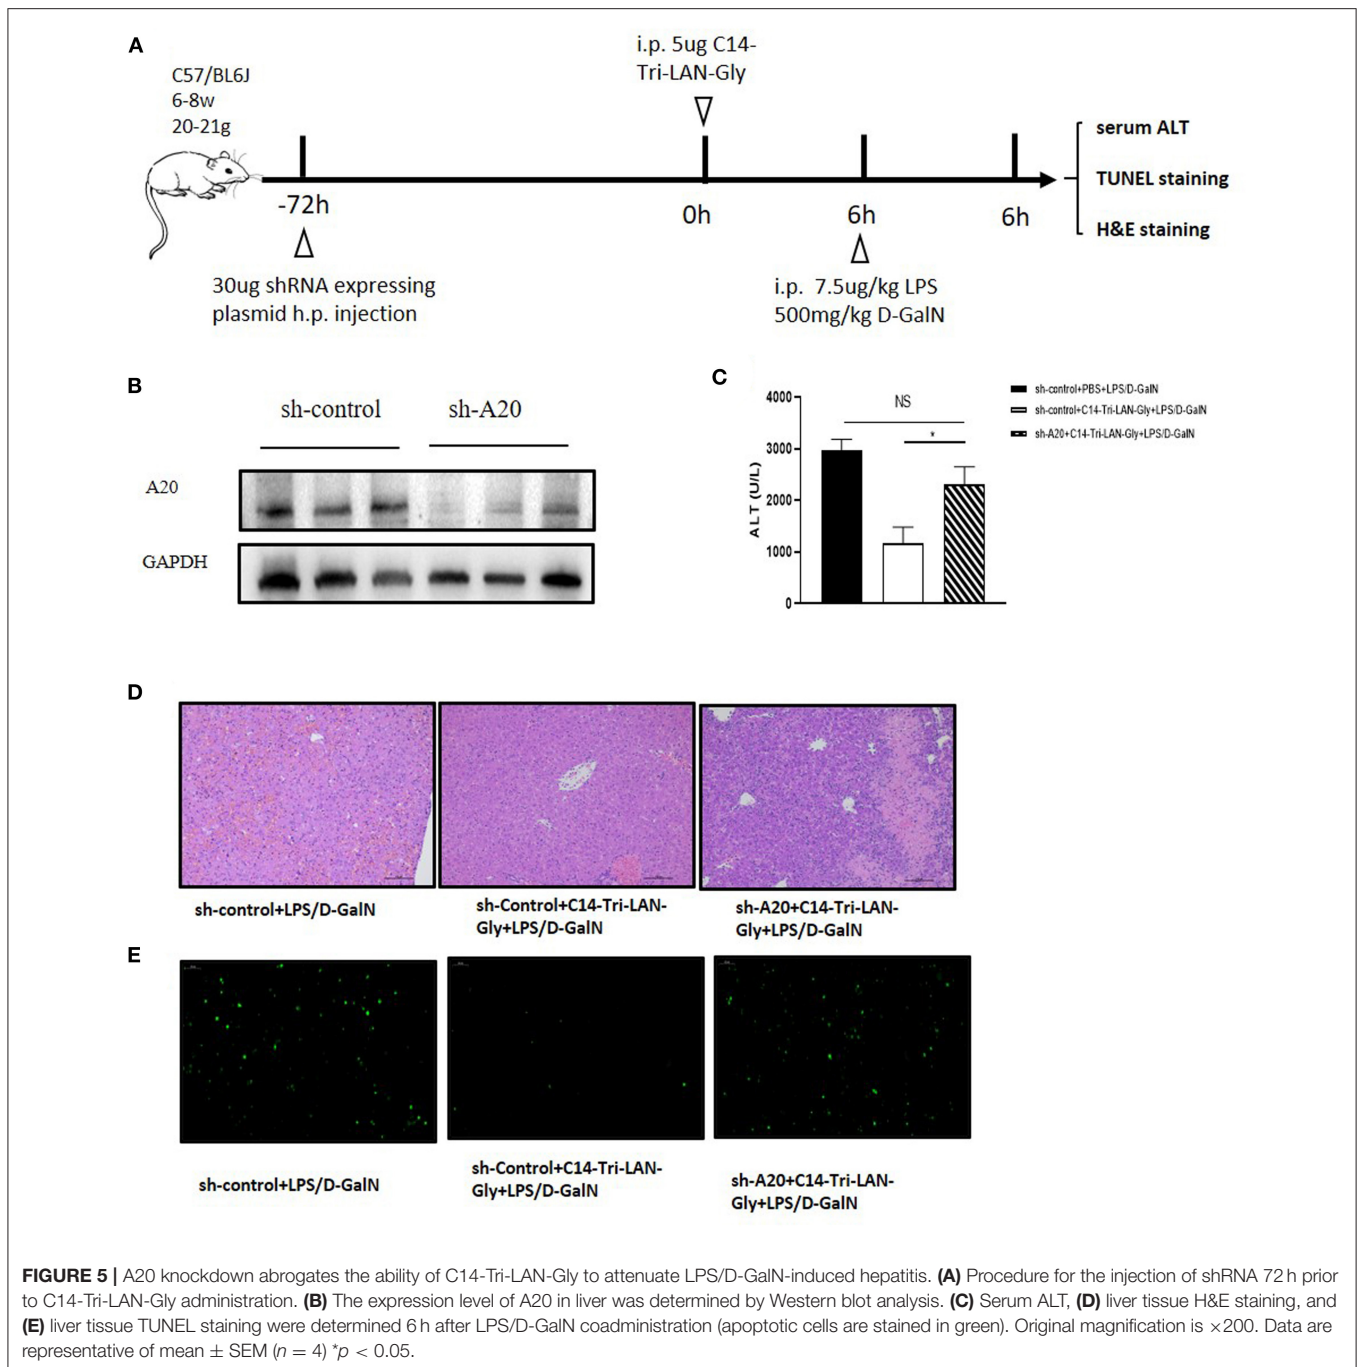 A
C57/BL6J
6-8w
20-21g
i.p. 5ug C14-
Tri-LAN-Gly
-72h
0h
6h
6h
serum ALT
TUNEL staining
H&E staining
30ug shRNA expressing
plasmid h.p. injection
i.p. 7.5ug/kg LPS
500mg/kg D-GalN
B
sh-control
sh-A20
A20
GAPDH
C
ALT (U/L)
4000
3000
2000
1000
0
NS
*
sh-control+PBS+LPS/D-GalN
sh-control+C14-Tri-LAN-Gly+LPS/D-GalN
sh-A20+C14-Tri-LAN-Gly+LPS/D-GalN
D
sh-control+LPS/D-GalN
sh-Control+C14-Tri-LAN-
Gly+LPS/D-GalN
sh-A20+C14-Tri-LAN-
Gly+LPS/D-GalN
E
sh-control+LPS/D-GalN
sh-Control+C14-Tri-LAN-
Gly+LPS/D-GalN
sh-A20+C14-Tri-LAN-
Gly+LPS/D-GalN
FIGURE 5 | A20 knockdown abrogates the ability of C14-Tri-LAN-Gly to attenuate LPS/D-GalN-induced hepatitis. (A) Procedure for the injection of shRNA 72 h prior
to C14-Tri-LAN-Gly administration. (B) The expression level of A20 in liver was determined by Western blot analysis. (C) Serum ALT, (D) liver tissue H&E staining, and
(E) liver tissue TUNEL staining were determined 6 h after LPS/D-GalN coadministration (apoptotic cells are stained in green). Original magnification is ×200. Data are
representative of mean ± SEM (n = 4) *p < 0.05.